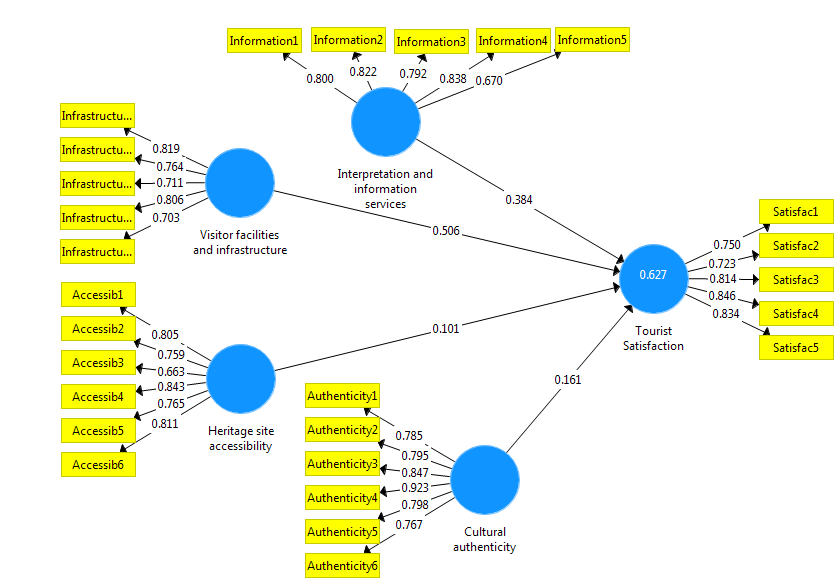 Information1
Information2
Information3
Information4
Information5
0.800
0.822
0.792
0.838
0.670
Interpretation and
information
services
Infrastructu...
Infrastructu...
Infrastructu...
Infrastructu...
Infrastructu...
0.819
0.764
0.711
0.806
0.703
Visitor facilities
and infrastructure
0.384
0.506
0.101
0.161
Accessib1
Accessib2
Accessib3
Accessib4
Accessib5
Accessib6
0.805
0.759
0.663
0.843
0.765
0.811
Heritage site
accessibility
Authenticity1
Authenticity2
Authenticity3
Authenticity4
Authenticity5
Authenticity6
0.785
0.795
0.847
0.923
0.798
0.767
Cultural
authenticity
0.627
Tourist
Satisfaction
0.750
0.723
0.814
0.846
0.834
Satisfac1
Satisfac2
Satisfac3
Satisfac4
Satisfac5